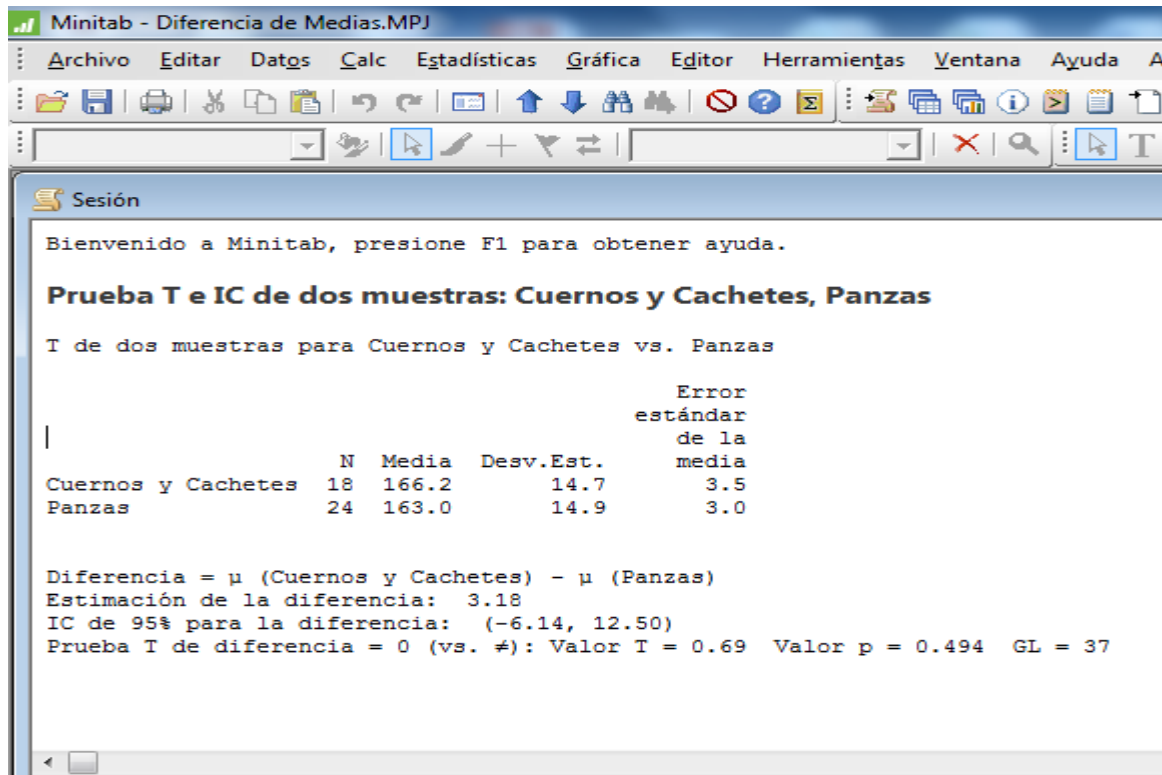 Minitab - Diferencia de Medias.MPJ
Archivo Editar Datos Calc Estadísticas Gráfica Editor Herramientas Ventana Ayuda A
Sesión
Bienvenido a Minitab, presione F1 para obtener ayuda.
Prueba T e IC de dos muestras: Cuernos y Cachetes, Panzas
T de dos muestras para Cuernos y Cachetes vs. Panzas
Error
estándar
de la
N Media Desv.Est. media
Cuernos y Cachetes 18 166.2 14.7 3.5
Panzas 24 163.0 14.9 3.0
Diferencia = μ (Cuernos y Cachetes) - μ (Panzas)
Estimación de la diferencia: 3.18
IC de 95% para la diferencia: (-6.14, 12.50)
Prueba T de diferencia = 0 (vs. ≠): Valor T = 0.69 Valor p = 0.494 GL = 37